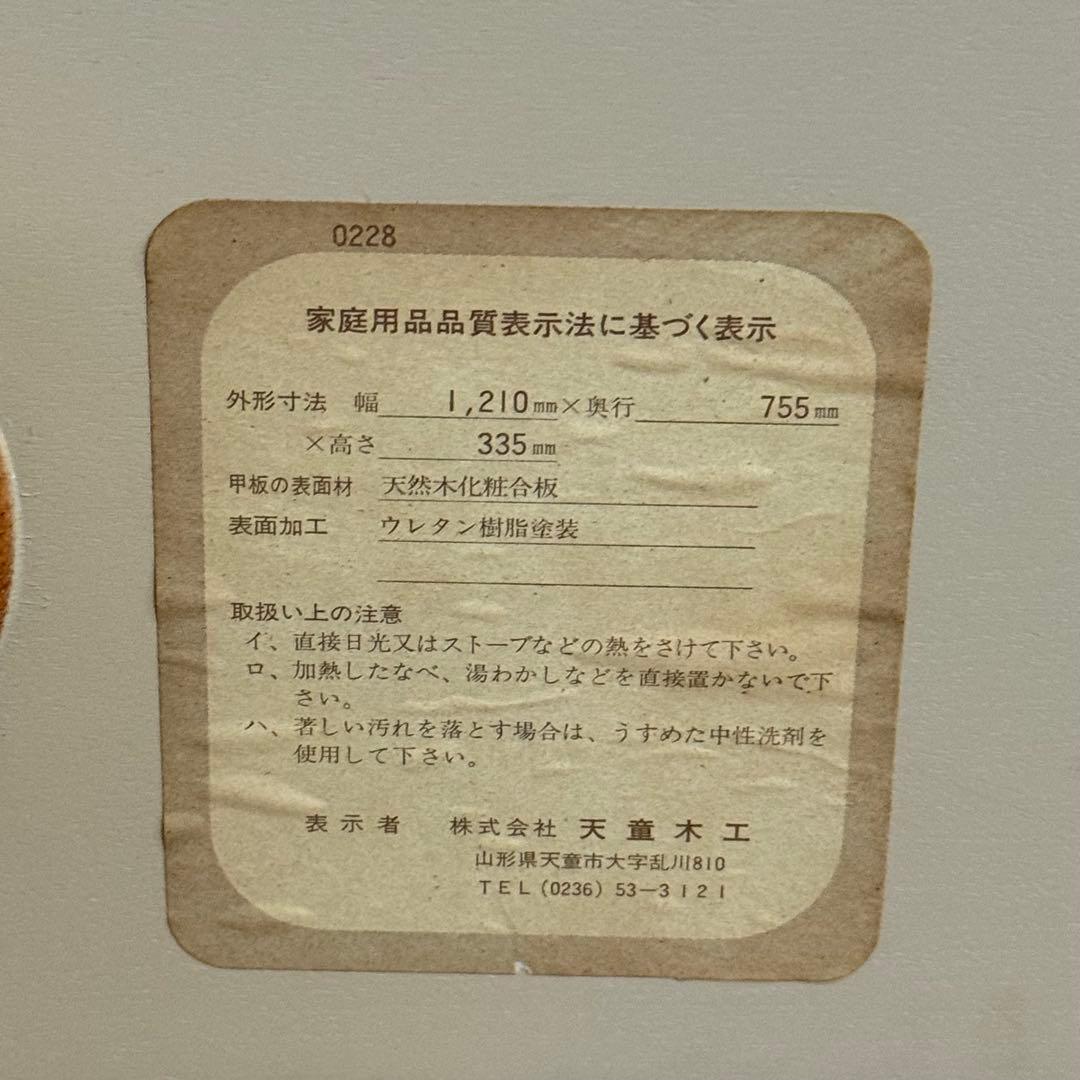 0228
家庭用品品質表示法に基づく表示
外形寸法 幅 1,210mm×奥行 755mm
×高さ 335mm
甲板の表面材 天然木化粧合板
表面加工 ウレタン樹脂塗装
取扱い上の注意
イ、直接日光又はストーブなどの熱をさけて下さい。
ロ、加熱したなべ、湯わかしなどを直接置かないで下
さい。
ハ、著しい汚れを落とす場合は、うすめた中性洗剤を
使用して下さい。
表示者 株式会社 天童木工
山形県天童市大字乱川810
TEL(0236)53-3121